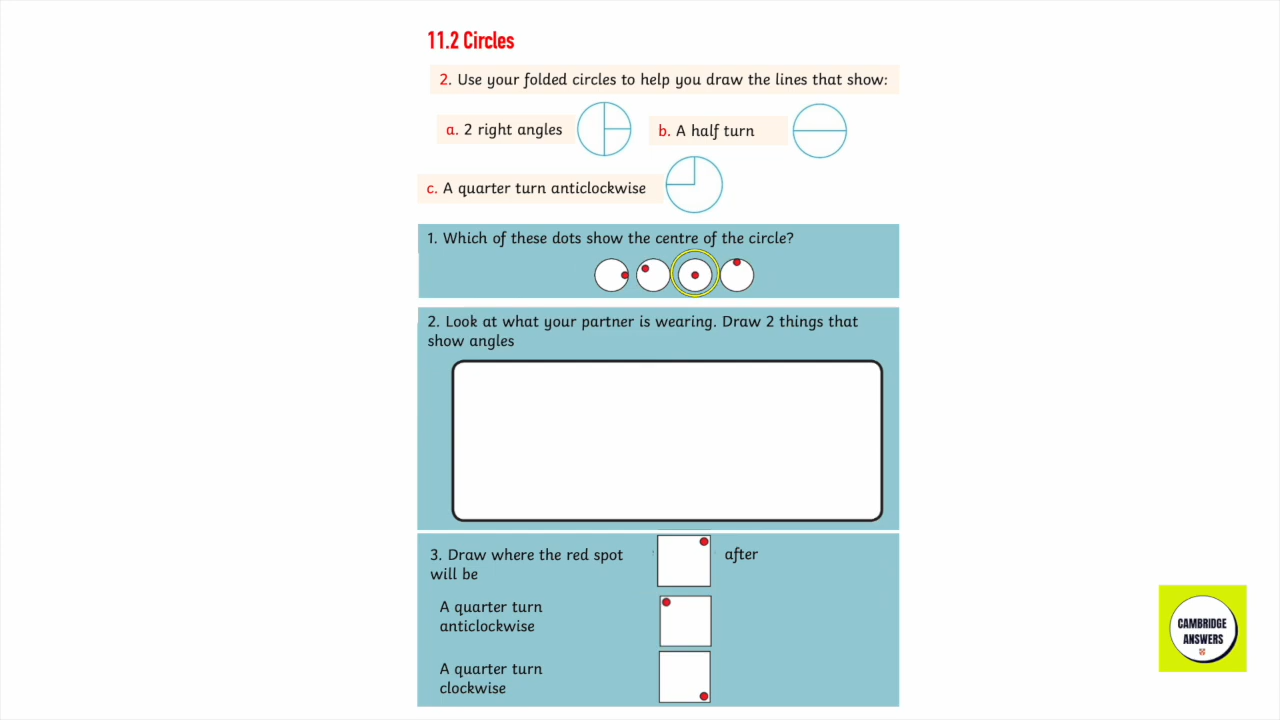 11.2 Circles
2. Use your folded circles to help you draw the lines that show:
a. 2 right angles
b. A half turn
c. A quarter turn anticlockwise
1. Which of these dots show the centre of the circle?
2. Look at what your partner is wearing. Draw 2 things that
show angles
3. Draw where the red spot
will be
after
A quarter turn
anticlockwise
A quarter turn
clockwise
CAMBRIDGE
ANSWERS